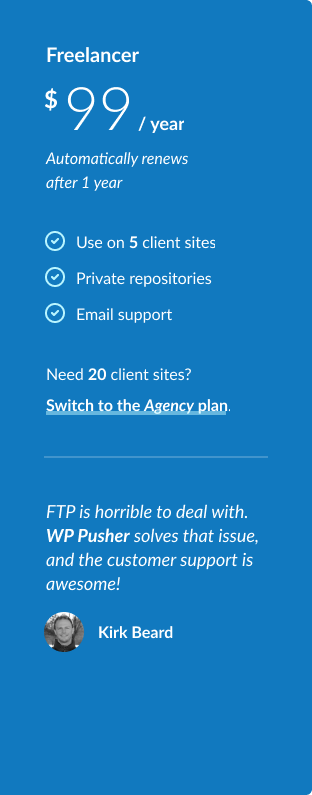 Freelancer
$99 / year
Automatically renews
after 1 year
Use on 5 client sites
Private repositories
Email support
Need 20 client sites?
Switch to the Agency plan.
FTP is horrible to deal with.
WP Pusher solves that issue,
and the customer support is
awesome!
Kirk Beard